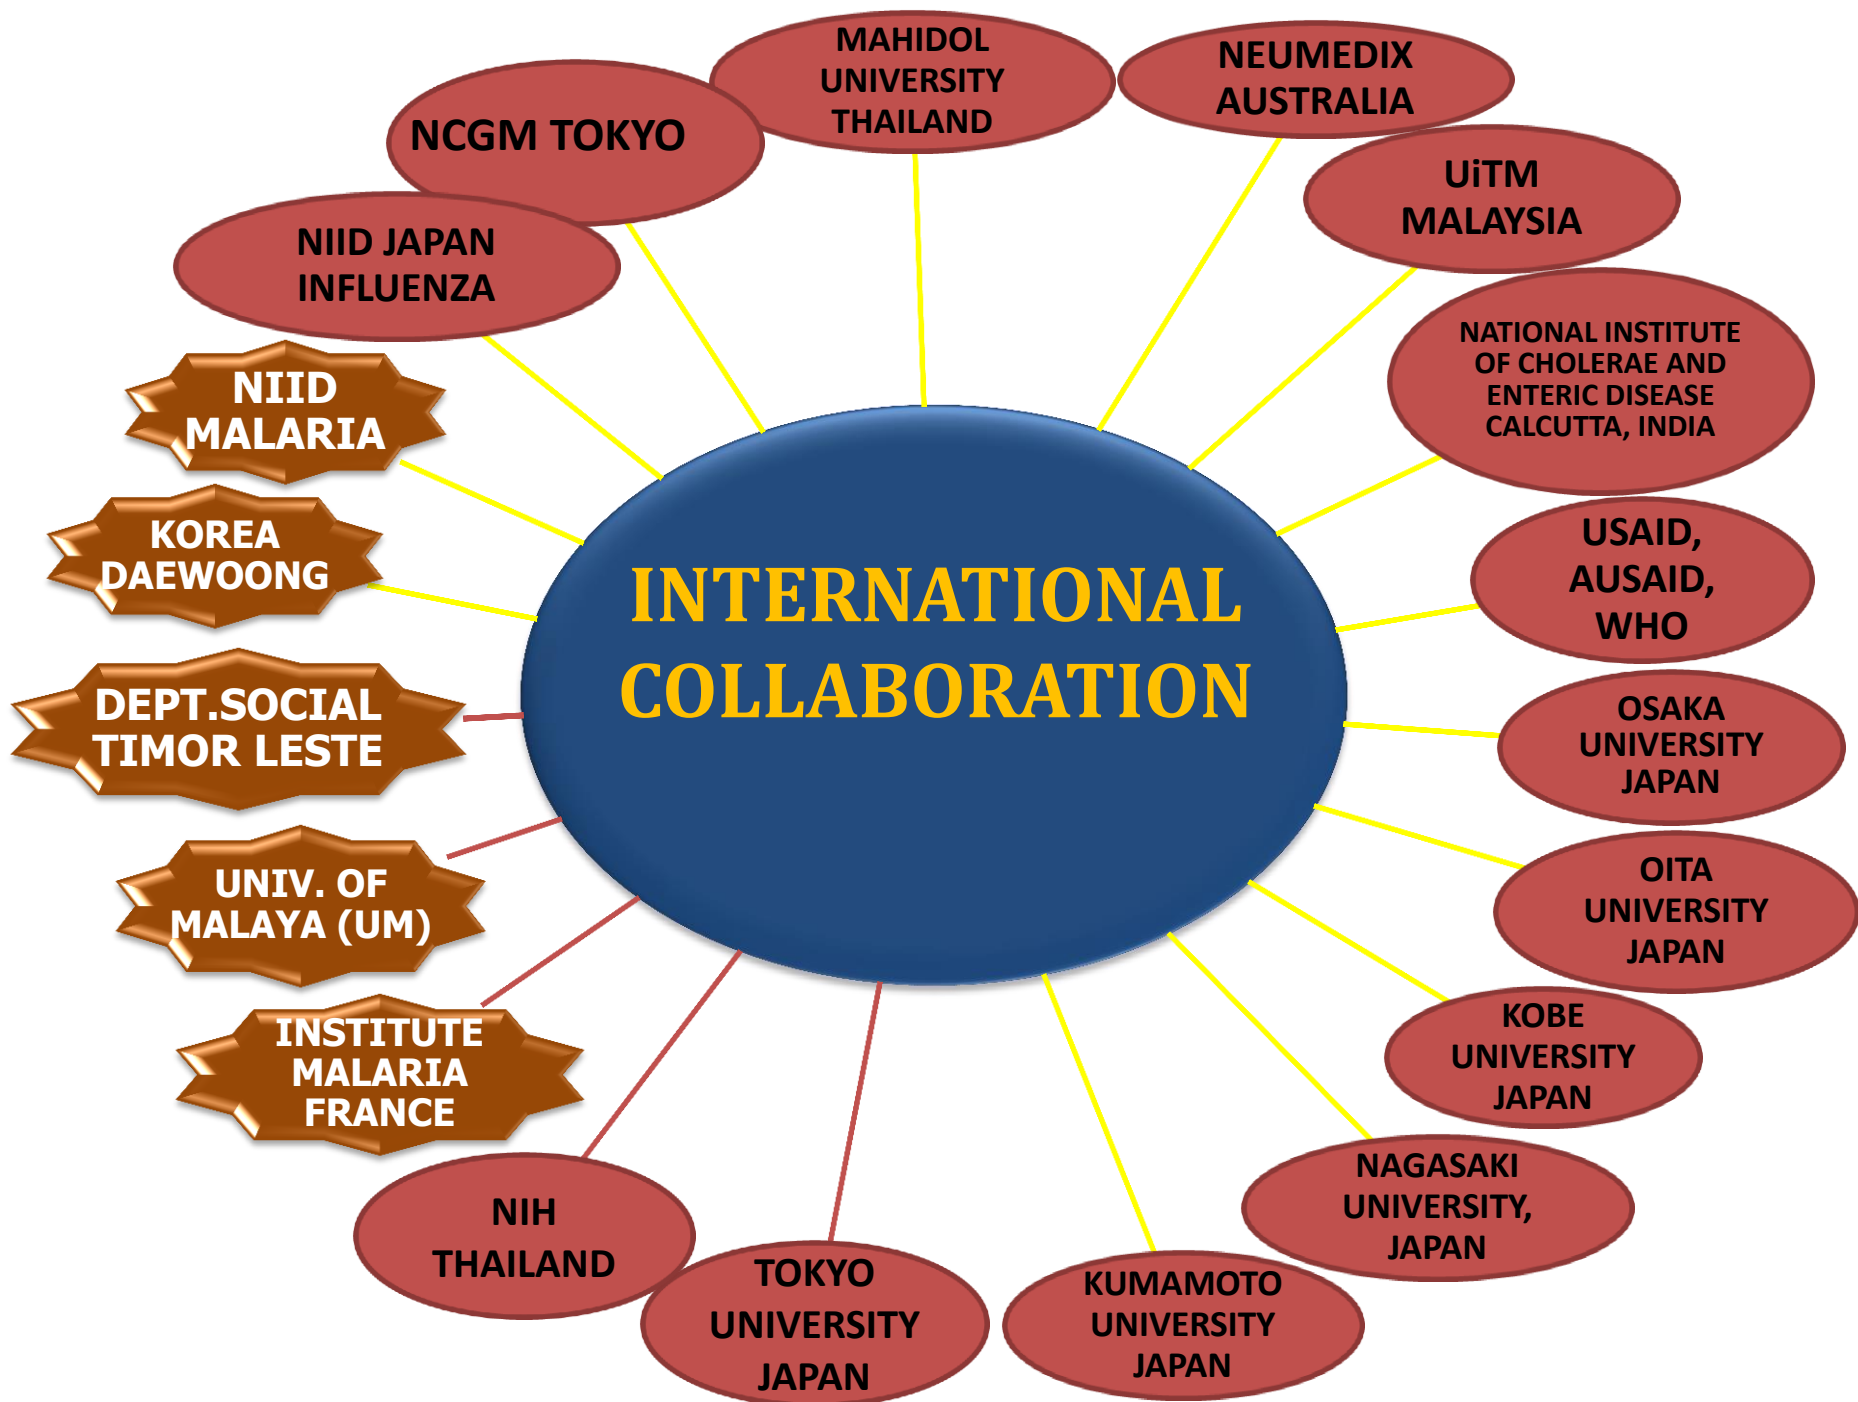 MAHIDOL
UNIVERSITY
THAILAND
NEUMEDIX
AUSTRALIA
NCGM TOKYO
UiTM
MALAYSIA
NIID JAPAN
INFLUENZA
NATIONAL INSTITUTE
OF CHOLERAE AND
ENTERIC DISEASE
CALCUTTA, INDIA
NIID
MALARIA
KOREA
DAEWOONG
USAID,
AUSAID,
WHO
INTERNATIONAL
COLLABORATION
DEPT.SOCIAL
TIMOR LESTE
OSAKA
UNIVERSITY
JAPAN
UNIV. OF
MALAYA (UM)
OITA
UNIVERSITY
JAPAN
INSTITUTE
MALARIA
FRANCE
KOBE
UNIVERSITY
JAPAN
NIH
THAILAND
NAGASAKI
UNIVERSITY,
JAPAN
TOKYO
UNIVERSITY
JAPAN
KUMAMOTO
UNIVERSITY
JAPAN